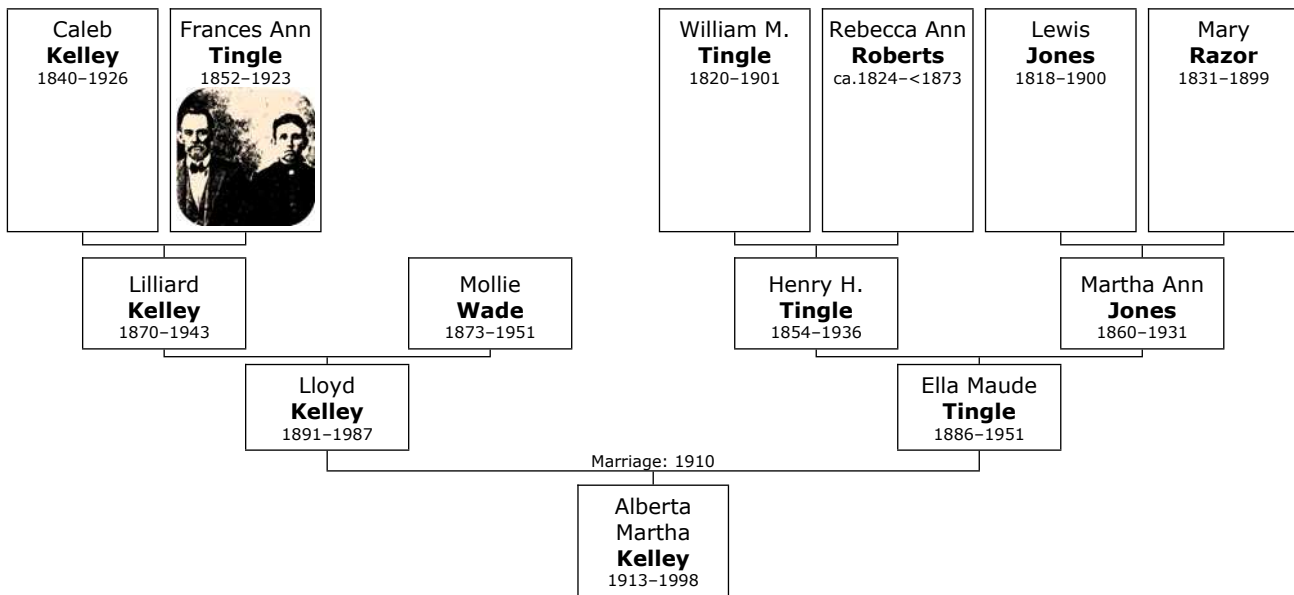 Caleb
Kelley
1840–1926
Frances Ann
Tingle
1852–1923
William M.
Tingle
1820–1901
Rebecca Ann
Roberts
ca.1824–<1873
Lewis
Jones
1818–1900
Mary
Razor
1831–1899
Lilliard
Kelley
1870–1943
Mollie
Wade
1873–1951
Henry H.
Tingle
1854–1936
Martha Ann
Jones
1860–1931
Lloyd
Kelley
1891–1987
Ella Maude
Tingle
1886–1951
Marriage: 1910
Alberta
Martha
Kelley
1913–1998